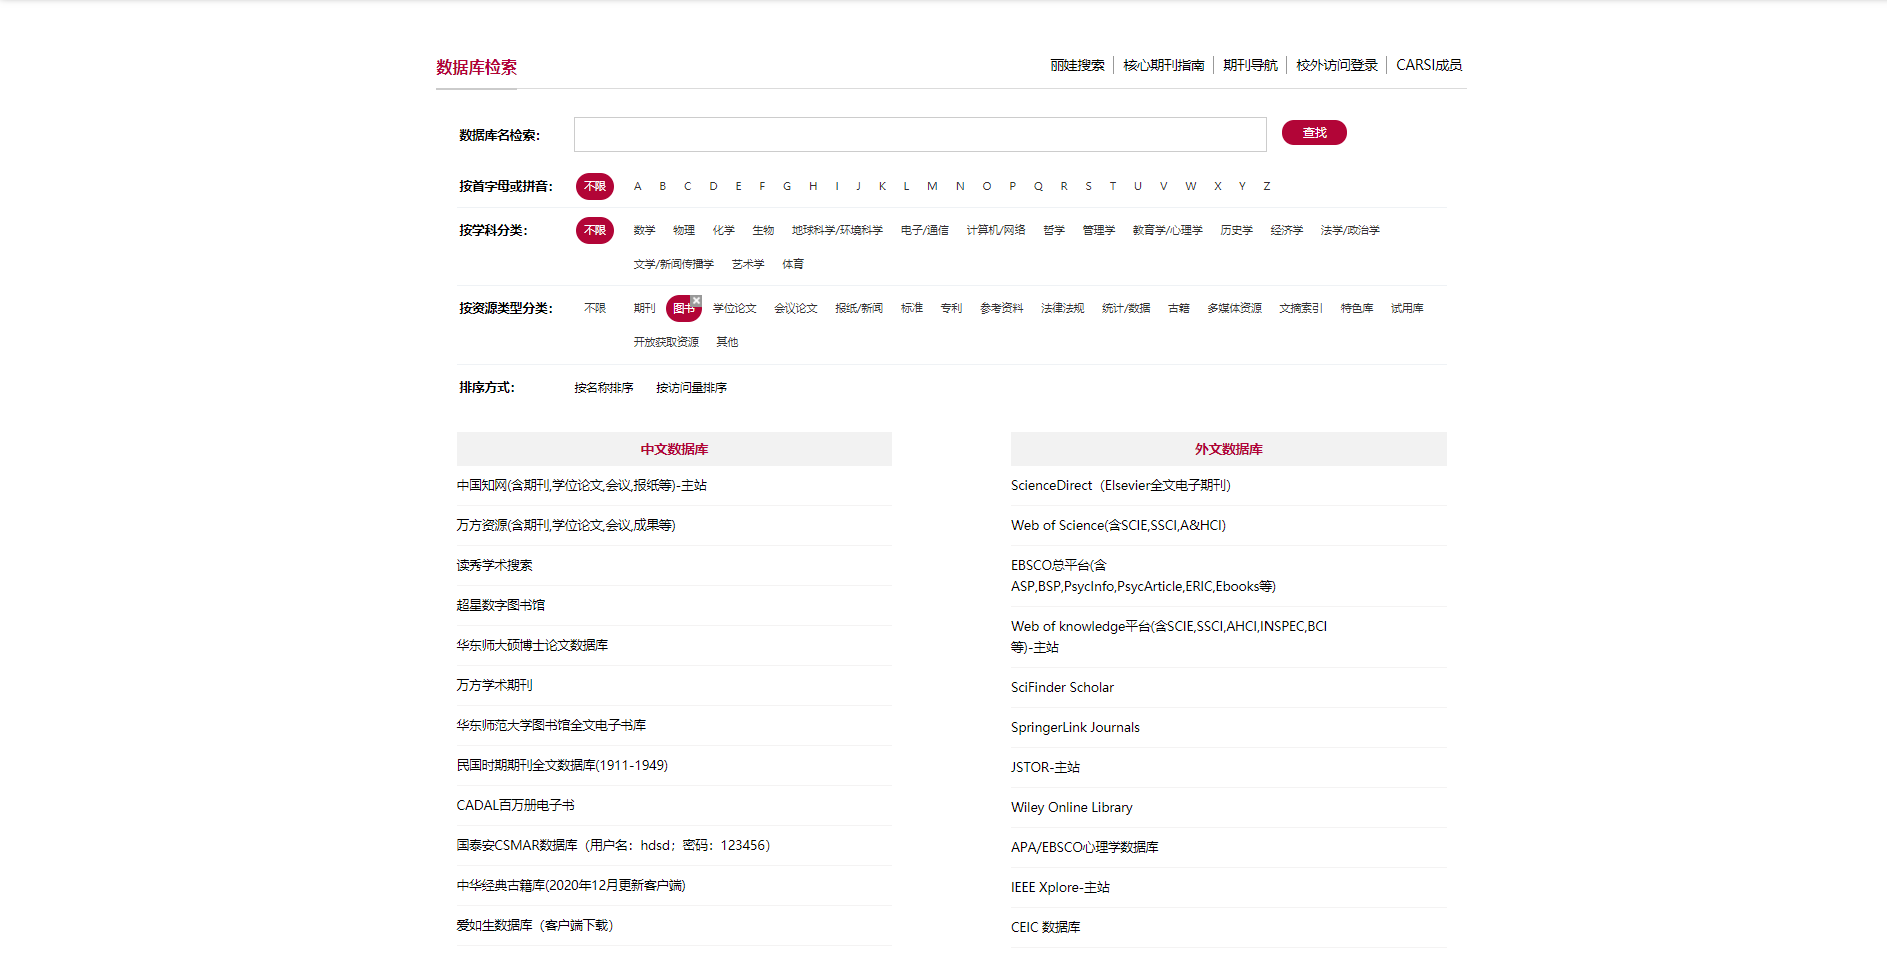 数据库检索
丽娃搜索 核心期刊指南 期刊导航 校外访问登录 CARSI成员
数据库名检索: 查找
按首字母或拼音: 不限 A B C D E F G H I J K L M N O P Q R S T U V W X Y Z
按学科分类: 不限 数学 物理 化学 生物 地球科学/环境科学 电子/通信 计算机/网络 哲学 管理学 教育学/心理学 历史学 经济学 法学/政治学
文学/新闻传播学 艺术学 体育
按资源类型分类: 不限 期刊 图书 学位论文 会议论文 报纸/新闻 标准 专利 参考资料 法律法规 统计/数据 古籍 多媒体资源 文摘索引 特色库 试用库
开放获取资源 其他
排序方式: 按名称排序 按访问量排序
中文数据库
中国知网(含期刊,学位论文,会议,报纸等)-主站
万方资源(含期刊,学位论文,会议,成果等)
读秀学术搜索
超星数字图书馆
华东师大硕博士论文数据库
万方学术期刊
华东师范大学图书馆全文电子书库
民国时期期刊全文数据库(1911-1949)
CADAL百万册电子书
国泰安CSMAR数据库（用户名：hdsd；密码：123456）
中华经典古籍库(2020年12月更新客户端)
爱如生数据库（客户端下载）
外文数据库
ScienceDirect（Elsevier全文电子期刊）
Web of Science(含SCIE,SSCI,A&HCI)
EBSCO总平台(含
ASP,BSP,PsycInfo,PsycArticle,ERIC,Ebooks等)
Web of knowledge平台(含SCIE,SSCI,AHCI,INSPEC,BCI
等)-主站
SciFinder Scholar
SpringerLink Journals
JSTOR-主站
Wiley Online Library
APA/EBSCO心理学数据库
IEEE Xplore-主站
CEIC 数据库